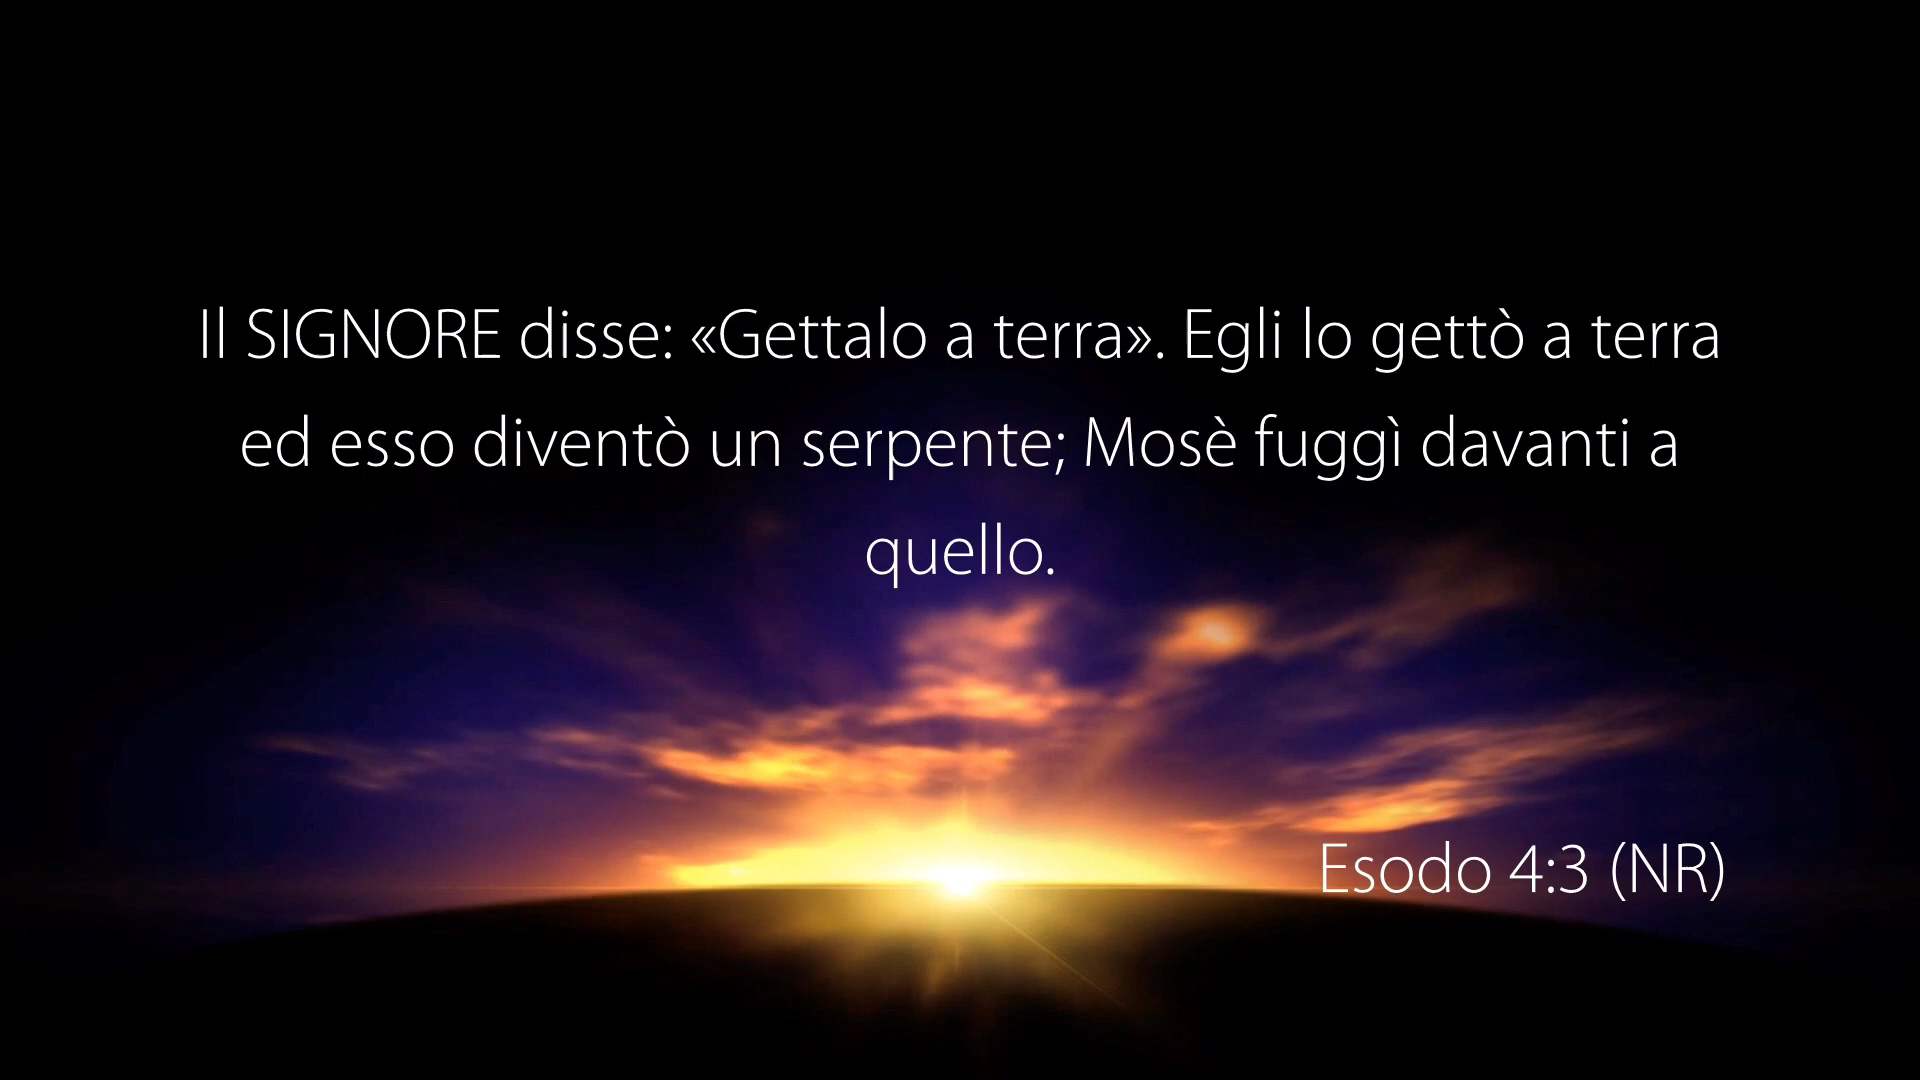 Il SIGNORE disse: «Gettalo a terra». Egli lo gettò a terra
ed esso diventò un serpente; Mosè fuggì davanti a
quello.
Esodo 4:3 (NR)